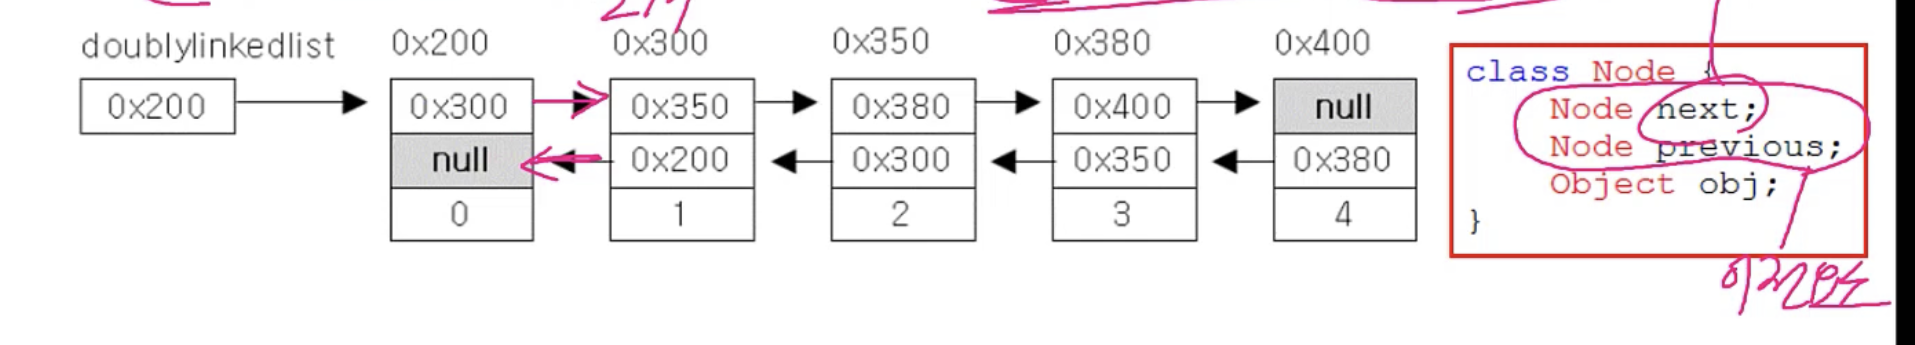 doublylinkedlist 0x200 0x300 0x350 0x380 0x400
0x200 0x300 0x350 0x380 0x400 null
null 0x200 0x300 0x350 0x380
0 1 2 3 4
class Node {
Node next;
Node previous;
Object obj;
}